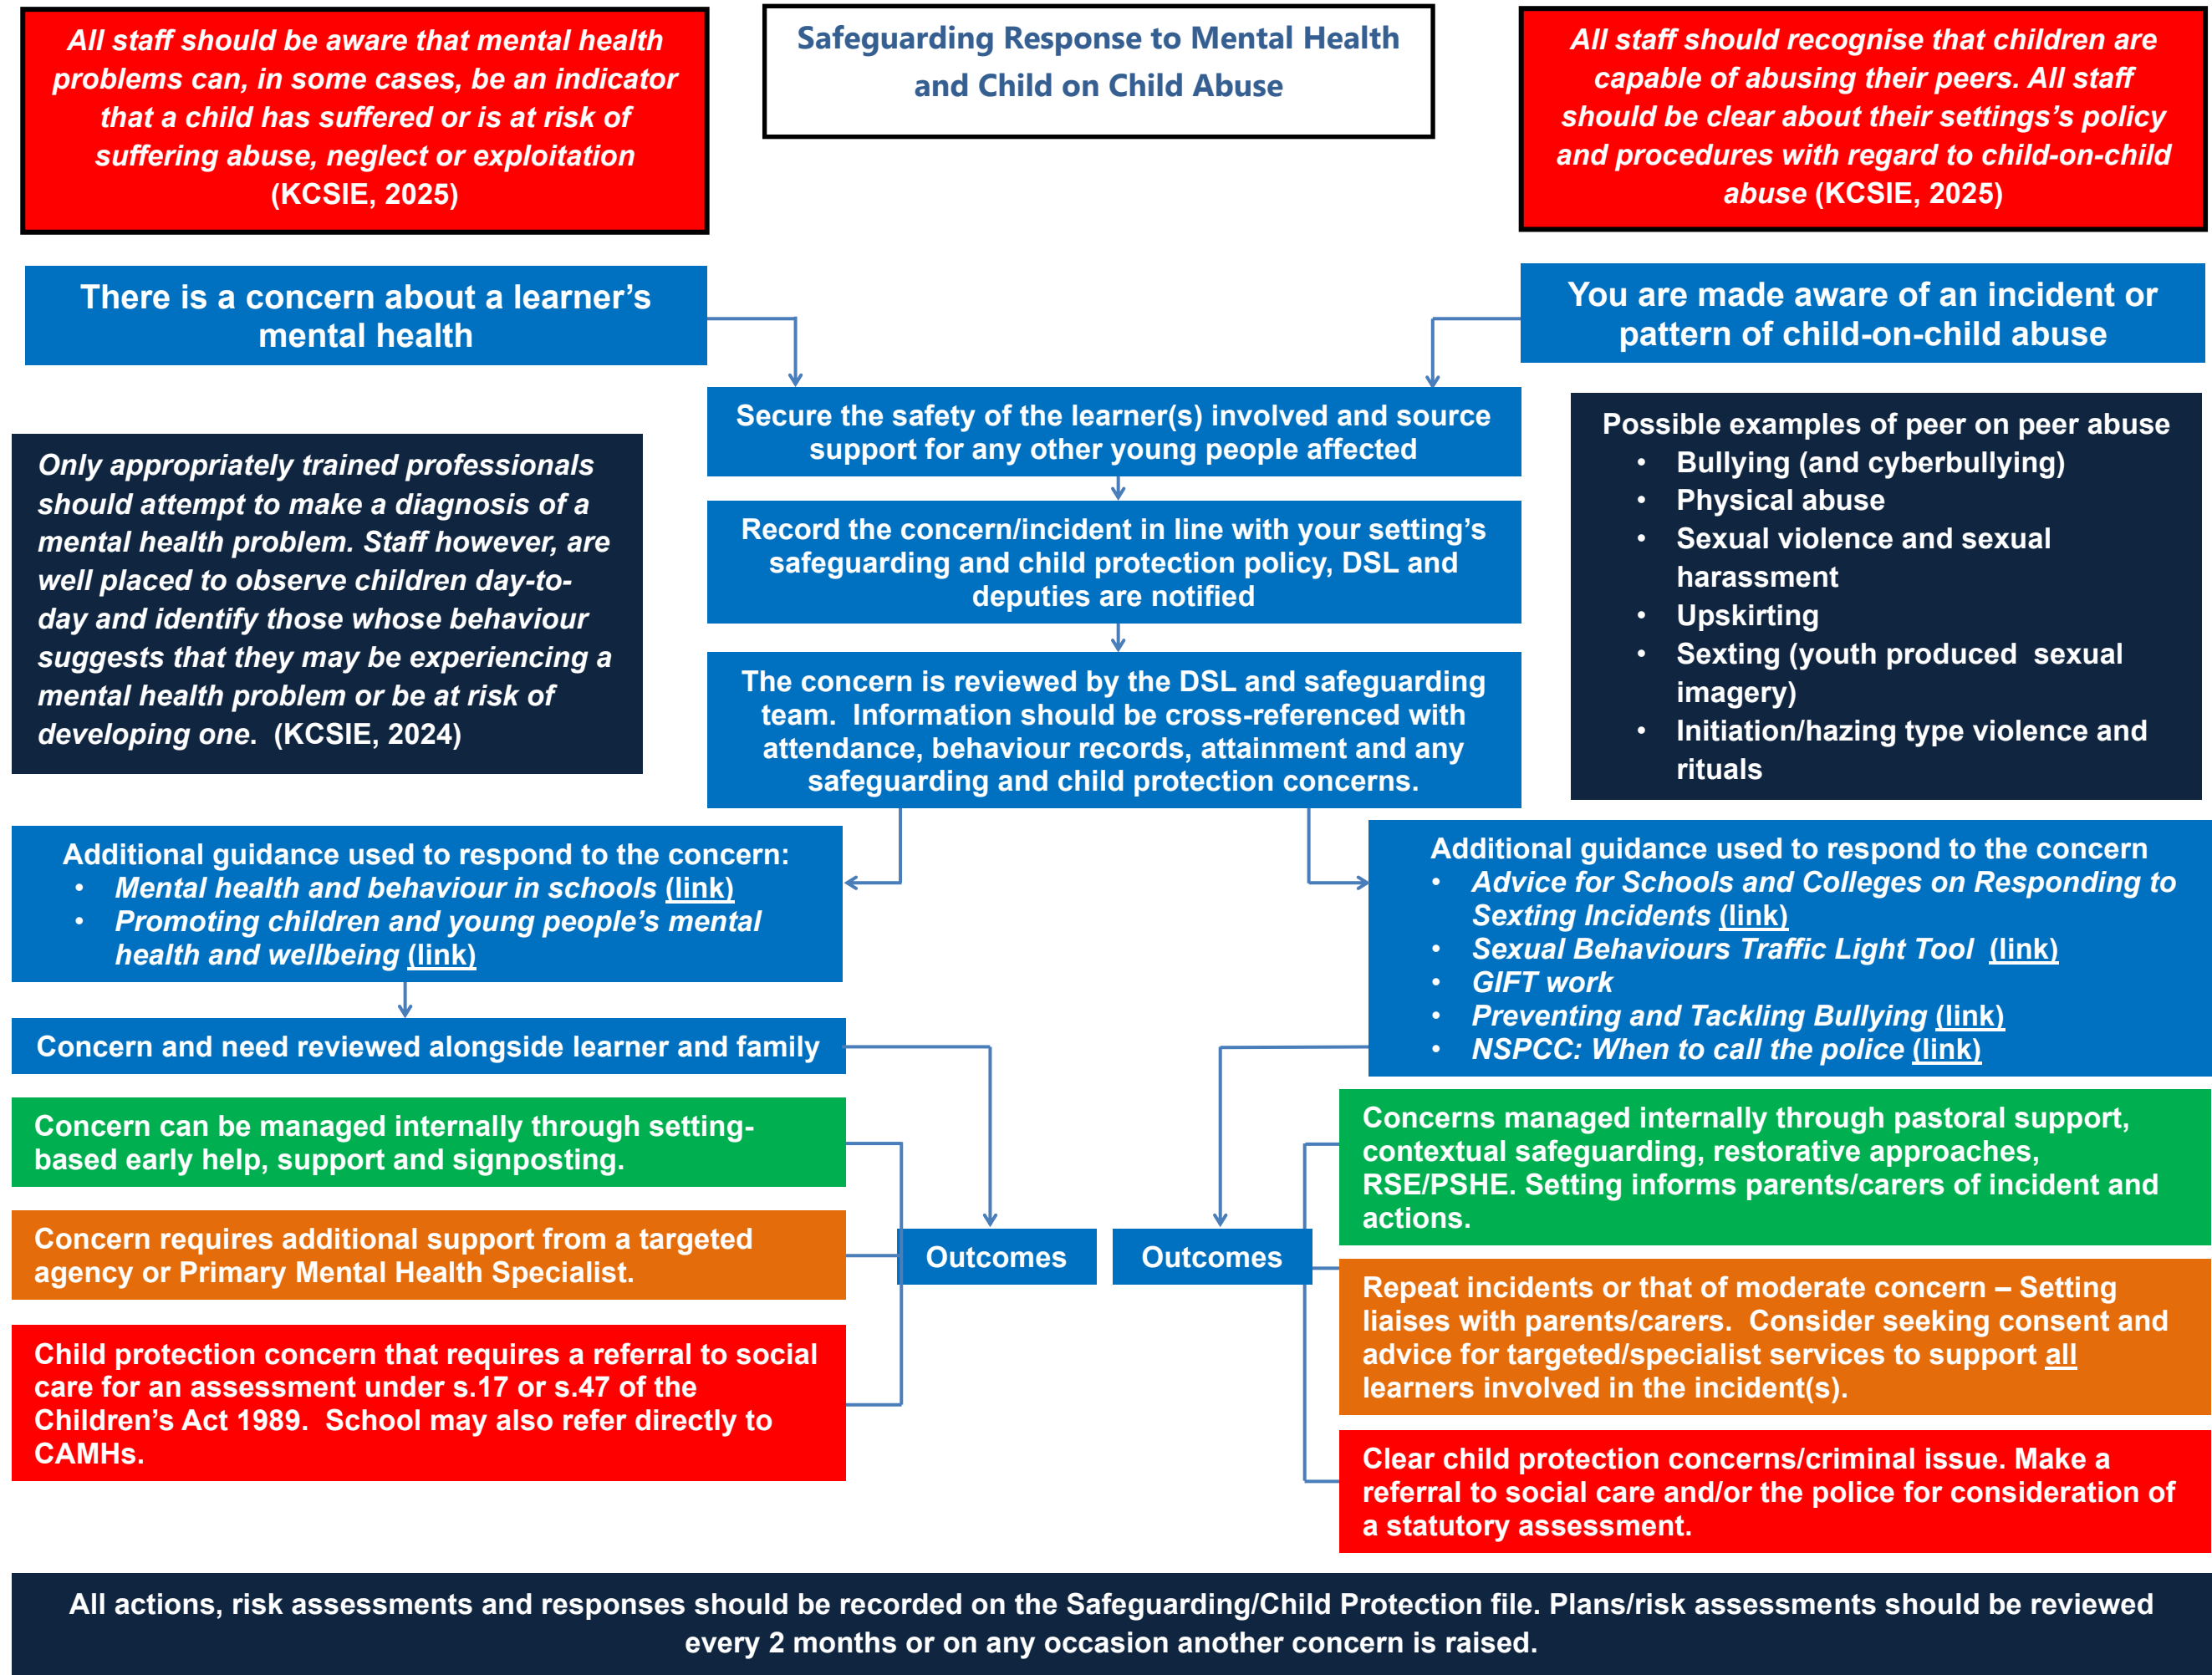 All staff should be aware that mental health
problems can, in some cases, be an indicator
that a child has suffered or is at risk of
suffering abuse, neglect or exploitation
(KCSIE, 2025)
Safeguarding Response to Mental Health
and Child on Child Abuse
All staff should recognise that children are
capable of abusing their peers. All staff
should be clear about their settings's policy
and procedures with regard to child-on-child
abuse (KCSIE, 2025)
There is a concern about a learner's
mental health
You are made aware of an incident or
pattern of child-on-child abuse
Secure the safety of the learner(s) involved and source
support for any other young people affected
Only appropriately trained professionals
should attempt to make a diagnosis of a
mental health problem. Staff however, are
well placed to observe children day-to-
day and identify those whose behaviour
suggests that they may be experiencing a
mental health problem or be at risk of
developing one. (KCSIE, 2024)
Record the concern/incident in line with your setting's
safeguarding and child protection policy, DSL and
deputies are notified
Possible examples of peer on peer abuse
• Bullying (and cyberbullying)
• Physical abuse
• Sexual violence and sexual
harassment
• Upskirting
• Sexting (youth produced sexual
imagery)
• Initiation/hazing type violence and
rituals
The concern is reviewed by the DSL and safeguarding
team. Information should be cross-referenced with
attendance, behaviour records, attainment and any
safeguarding and child protection concerns.
Additional guidance used to respond to the concern:
• Mental health and behaviour in schools (link)
• Promoting children and young people's mental
health and wellbeing (link)
Additional guidance used to respond to the concern
• Advice for Schools and Colleges on Responding to
Sexting Incidents (link)
• Sexual Behaviours Traffic Light Tool (link)
• GIFT work
• Preventing and Tackling Bullying (link)
• NSPCC: When to call the police (link)
Concern and need reviewed alongside learner and family
Concern can be managed internally through setting-
based early help, support and signposting.
Concern requires additional support from a targeted
agency or Primary Mental Health Specialist.
Child protection concern that requires a referral to social
care for an assessment under s.17 or s.47 of the
Children's Act 1989. School may also refer directly to
CAMHs.
Outcomes
Outcomes
Concerns managed internally through pastoral support,
contextual safeguarding, restorative approaches,
RSE/PSHE. Setting informs parents/carers of incident and
actions.
Repeat incidents or that of moderate concern – Setting
liaises with parents/carers. Consider seeking consent and
advice for targeted/specialist services to support all
learners involved in the incident(s).
Clear child protection concerns/criminal issue. Make a
referral to social care and/or the police for consideration of
a statutory assessment.
All actions, risk assessments and responses should be recorded on the Safeguarding/Child Protection file. Plans/risk assessments should be reviewed
every 2 months or on any occasion another concern is raised.